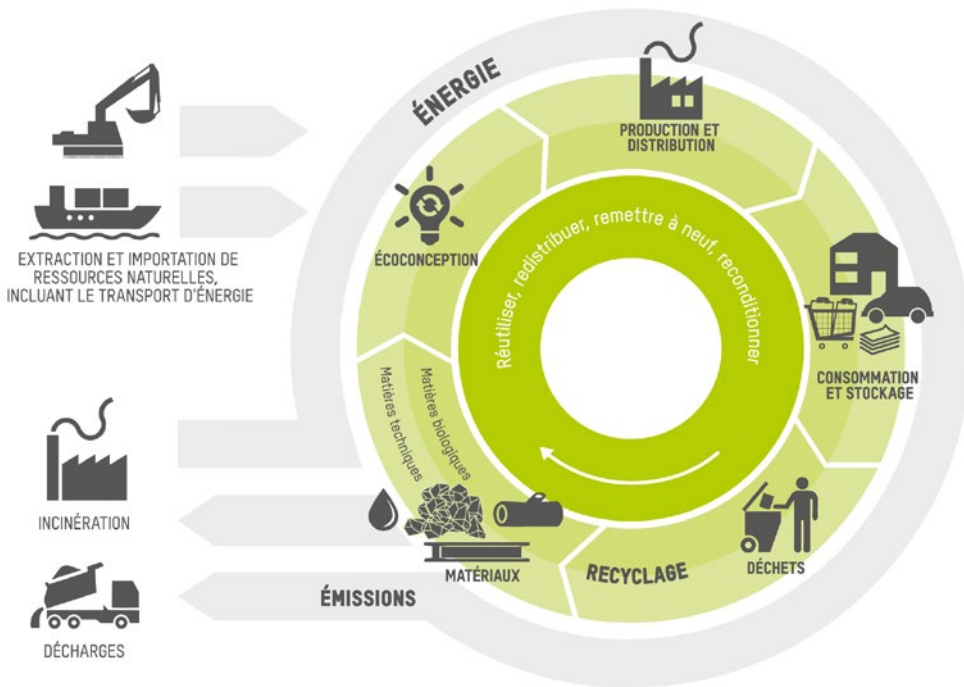 ÉNERGIE
PRODUCTION ET
DISTRIBUTION
EXTRACTION ET IMPORTATION DE
RESSOURCES NATURELLES,
INCLUANT LE TRANSPORT D'ÉNERGIE
ÉCOCONCEPTION
Réutiliser, redistribuer, remettre à neuf, reconditionner
CONSOMMATION
ET STOCKAGE
Matières techniques
Matières biologiques
INCINÉRATION
MATÉRIAUX
RECYCLAGE
DÉCHETS
ÉMISSIONS
DÉCHARGES